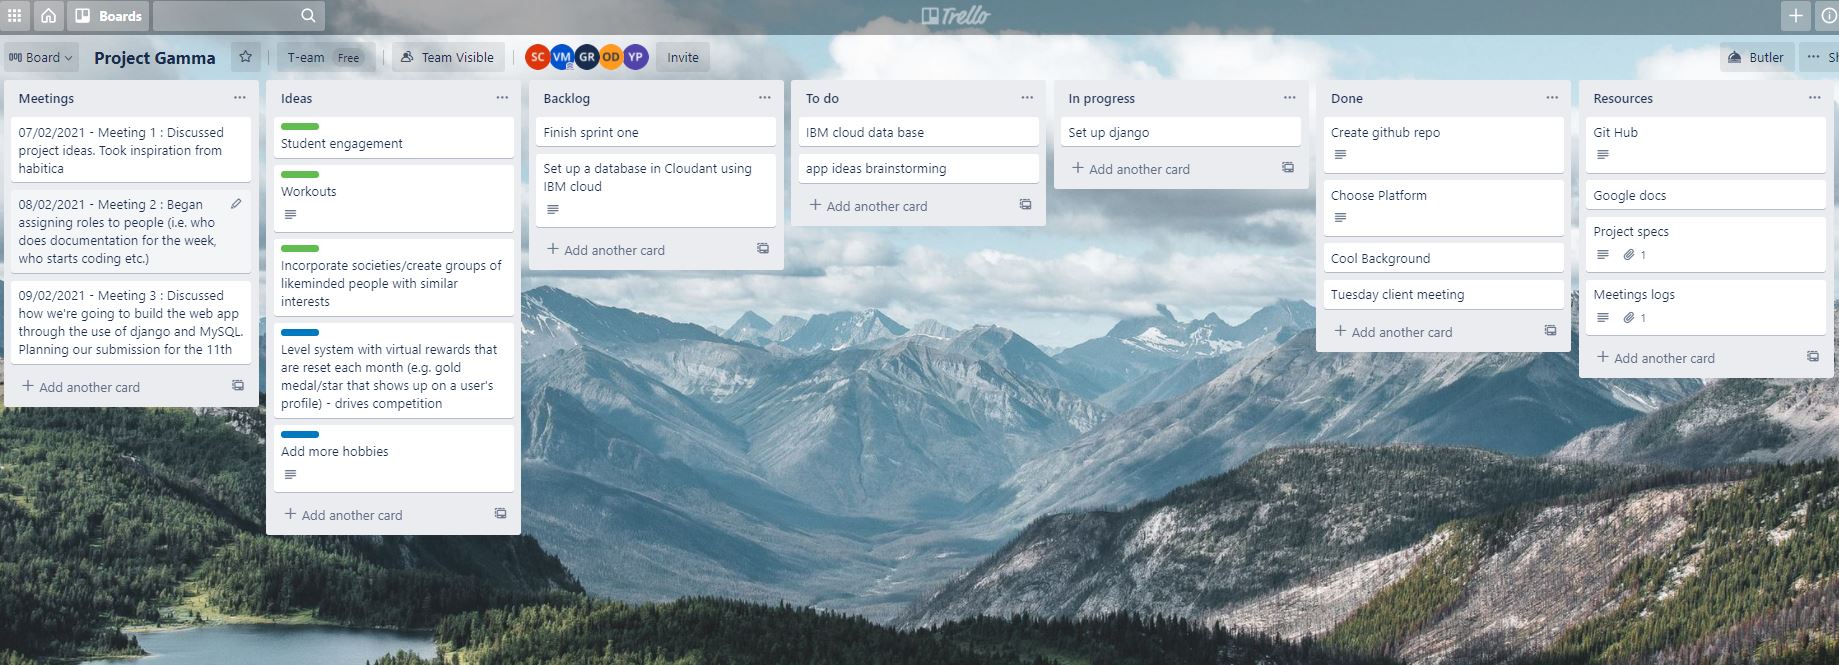 Boards
Trello
Board
Project Gamma
T-eam Free
Team Visible
SC VM GR OD YP
Invite
Butler
Sh
Meetings
07/02/2021 - Meeting 1 : Discussed
project ideas. Took inspiration from
habitica
08/02/2021 - Meeting 2 : Began
assigning roles to people (i.e. who
does documentation for the week,
who starts coding etc.)
09/02/2021 - Meeting 3 : Discussed
how we're going to build the web app
through the use of django and MySQL.
Planning our submission for the 11th
+ Add another card
Ideas
Student engagement
Workouts
Incorporate societies/create groups of
likeminded people with similar
interests
Level system with virtual rewards that
are reset each month (e.g. gold
medal/star that shows up on a user's
profile) - drives competition
Add more hobbies
+ Add another card
Backlog
Finish sprint one
Set up a database in Cloudant using
IBM cloud
+ Add another card
To do
IBM cloud data base
app ideas brainstorming
+ Add another card
In progress
Set up django
+ Add another card
Done
Create github repo
Choose Platform
Cool Background
Tuesday client meeting
+ Add another card
Resources
Git Hub
Google docs
Project specs
1
Meetings logs
1
+ Add another card